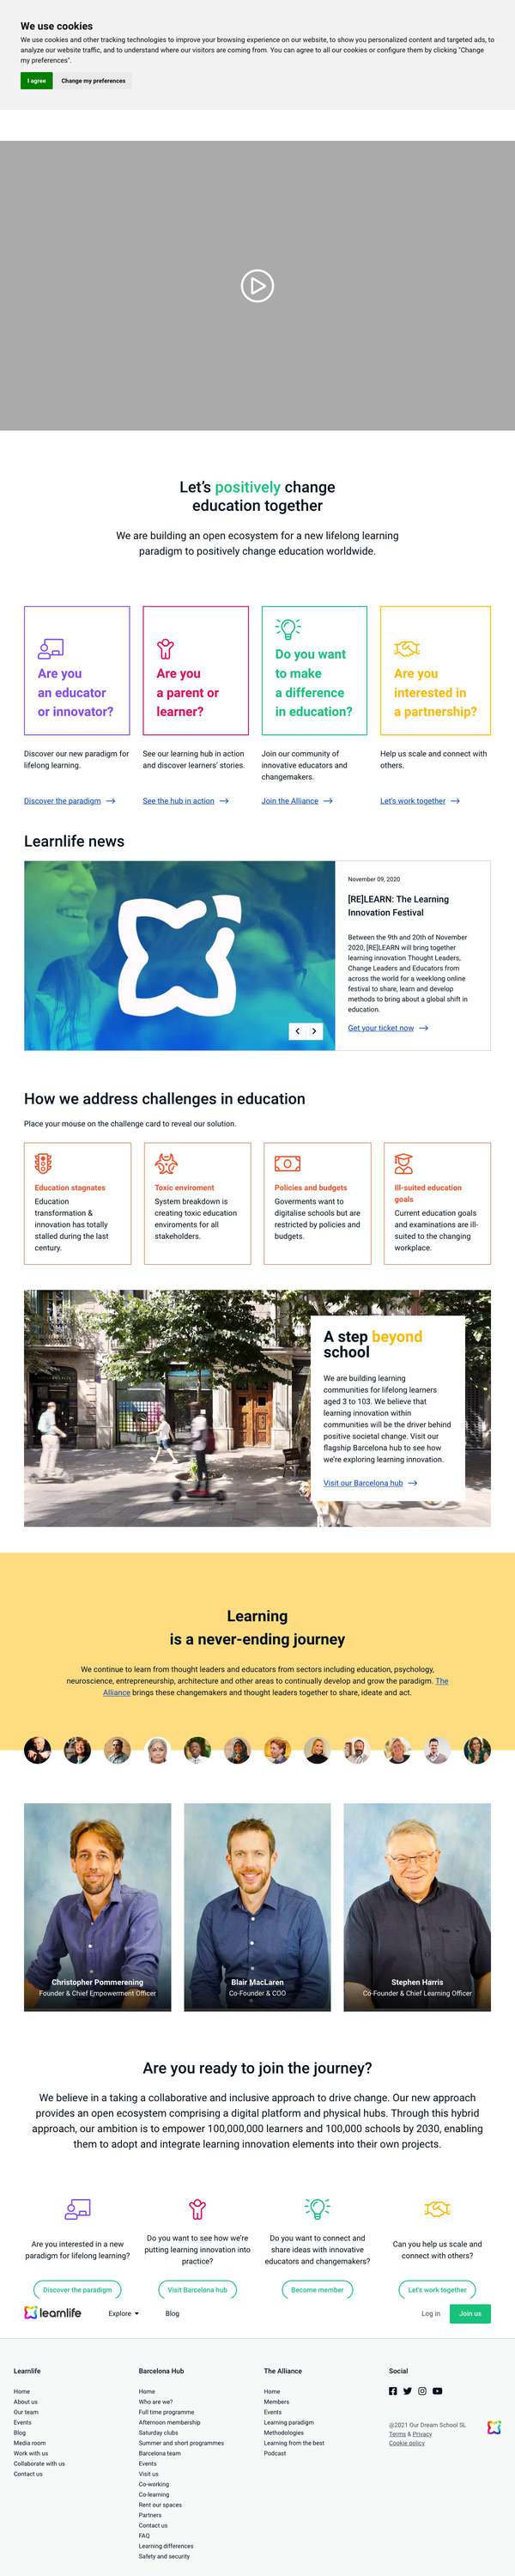 We use cookies
We use cookies and other tracking technologies to improve your browsing experience on our website, to show you personalized content and targeted ads, to
analyze our website traffic, and to understand where our visitors are coming from. You can agree to all our cookies or configure them by clicking "Change
my preferences".
I agree
Change my preferences
Let's positively change
education together
We are building an open ecosystem for a new lifelong learning
paradigm to positively change education worldwide.
Are you
an educator
or innovator?
Discover our new paradigm for
lifelong learning.
Discover the paradigm
Are you
a parent or
learner?
See our learning hub in action
and discover learners' stories.
See the hub in action
Do you want
to make
a difference
in education?
Join our community of
innovative educators and
changemakers.
Join the Alliance
Are you
interested in
a partnership?
Help us scale and connect with
others.
Let's work together
Learnlife news
November 09, 2020
[RE]LEARN: The Learning
Innovation Festival
Between the 9th and 20th of November
2020, [RE]LEARN will bring together
learning innovation Thought Leaders,
Change Leaders and Educators from
across the world for a weeklong online
festival to share, learn and develop
methods to bring about a global shift in
education.
Get your ticket now
How we address challenges in education
Place your mouse on the challenge card to reveal our solution.
Education stagnates
Education
transformation &
innovation has totally
stalled during the last
century.
Toxic enviroment
System breakdown is
creating toxic education
enviroments for all
stakeholders.
Policies and budgets
Goverments want to
digitalise schools but are
restricted by policies and
budgets.
Ill-suited education
goals
Current education goals
and examinations are ill-
suited to the changing
workplace.
A step beyond
school
We are building learning
communities for lifelong learners
aged 3 to 103. We believe that
learning innovation within
communities will be the driver behind
positive societal change. Visit our
flagship Barcelona hub to see how
we're exploring learning innovation.
Visit our Barcelona hub
Learning
is a never-ending journey
We continue to learn from thought leaders and educators from sectors including education, psychology,
neuroscience, entrepreneurship, architecture and other areas to continally develop and grow the paradigm. The
Alliance brings these changemakers and thought leaders together to share, ideate and act.
Christopher Pommerening
Founder & Chief Empowerment Officer
Blair MacLaren
Co-Founder & COO
Stephen Harris
Co-Founder & Chief Learning Officer
Are you ready to join the journey?
We believe in a taking a collaborative and inclusive approach to drive change. Our new approach
provides an open ecosystem comprising a digital platform and physical hubs. Through this hybrid
approach, our ambition is to empower 100,000,000 learners and 100,000 schools by 2030, enabling
them to adopt and integrate learning innovation elements into their own projects.
Are you interested in a new
paradigm for lifelong learning?
Discover the paradigm
Do you want to see how we're
putting learning innovation into
practice?
Visit Barcelona hub
Do you want to connect and
share ideas with innovative
educators and changemakers?
Become member
Can you help us scale and
connect with others?
Let's work together
learnlife
Explore
Blog
Log in
Join us
Learnlife
Home
About us
Our team
Events
Blog
Media room
Work with us
Collaborate with us
Contact us
Barcelona Hub
Home
Who are we?
Full time programme
Afternoon membership
Saturday clubs
Summer and short programmes
Barcelona team
Events
Visit us
Co-working
Co-learning
Rent our spaces
Partners
Contact us
FAQ
Learning differences
Safety and security
The Alliance
Home
Members
Events
Learning paradigm
Methodologies
Learning from the best
Podcast
Social
@2021 Our Dream School SL
Terms & Privacy
Cookie policy